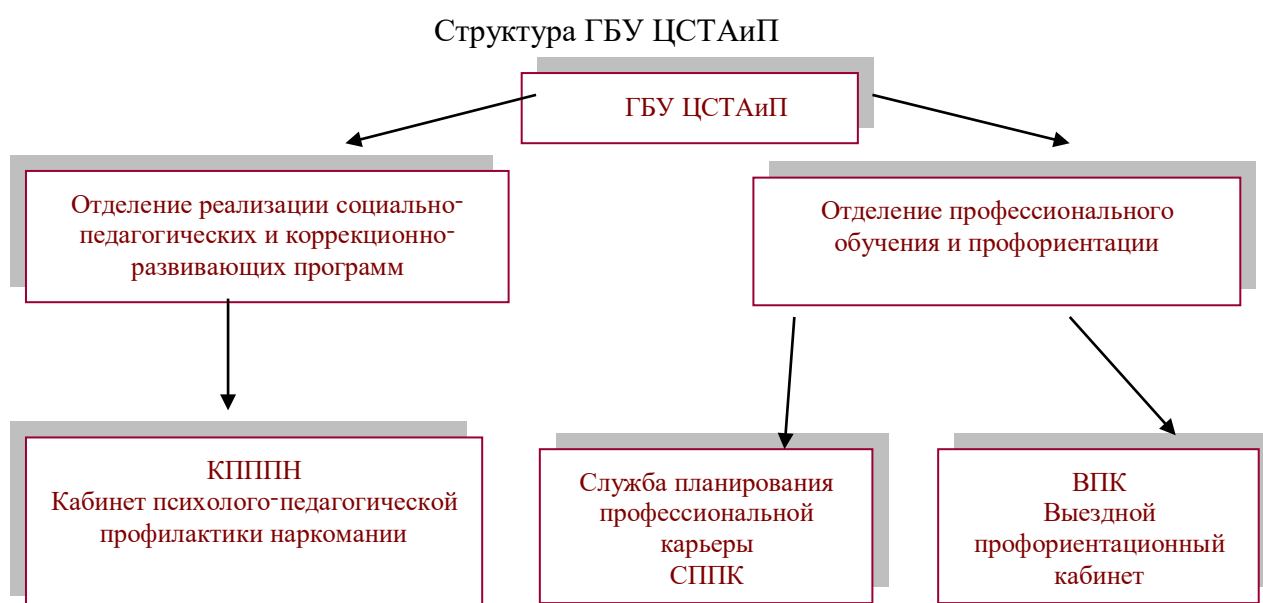 Структура ГБУ ЦСТАиП
ГБУ ЦСТАиП
Отделение реализации социально-
педагогических и коррекционно-
развивающих программ
Отделение профессионального
обучения и профориентации
КПППН
Кабинет психолого-педагогической
профилактики наркомании
Служба планирования
профессиональной
карьеры
СППК
ВПК
Выездной
профориентационный
кабинет